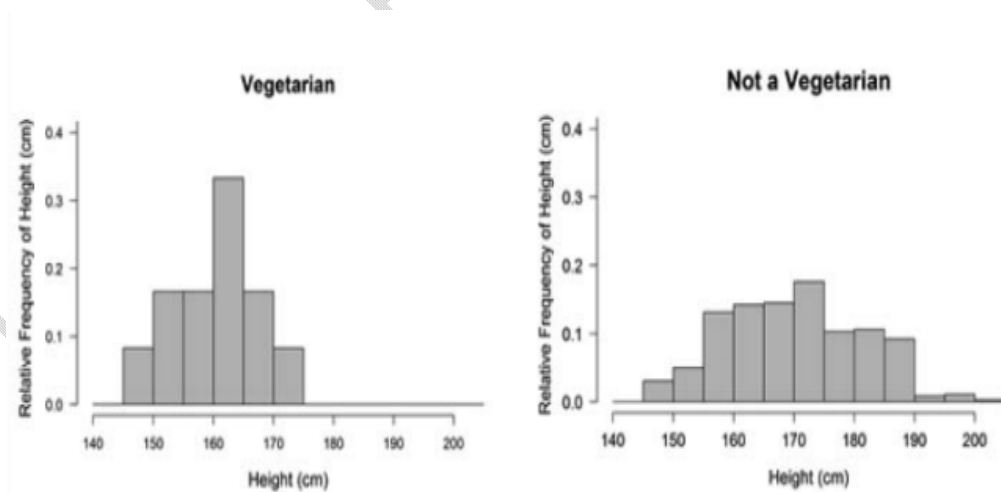 Vegetarian
Relative Frequency of Height (cm)
0.4
0.3
0.2
0.1
0.0
140 150 160 170 180 190 200
Height (cm)
Not a Vegetarian
Relative Frequency of Height (cm)
0.4
0.3
0.2
0.1
0.0
140 150 160 170 180 190 200
Height (cm)